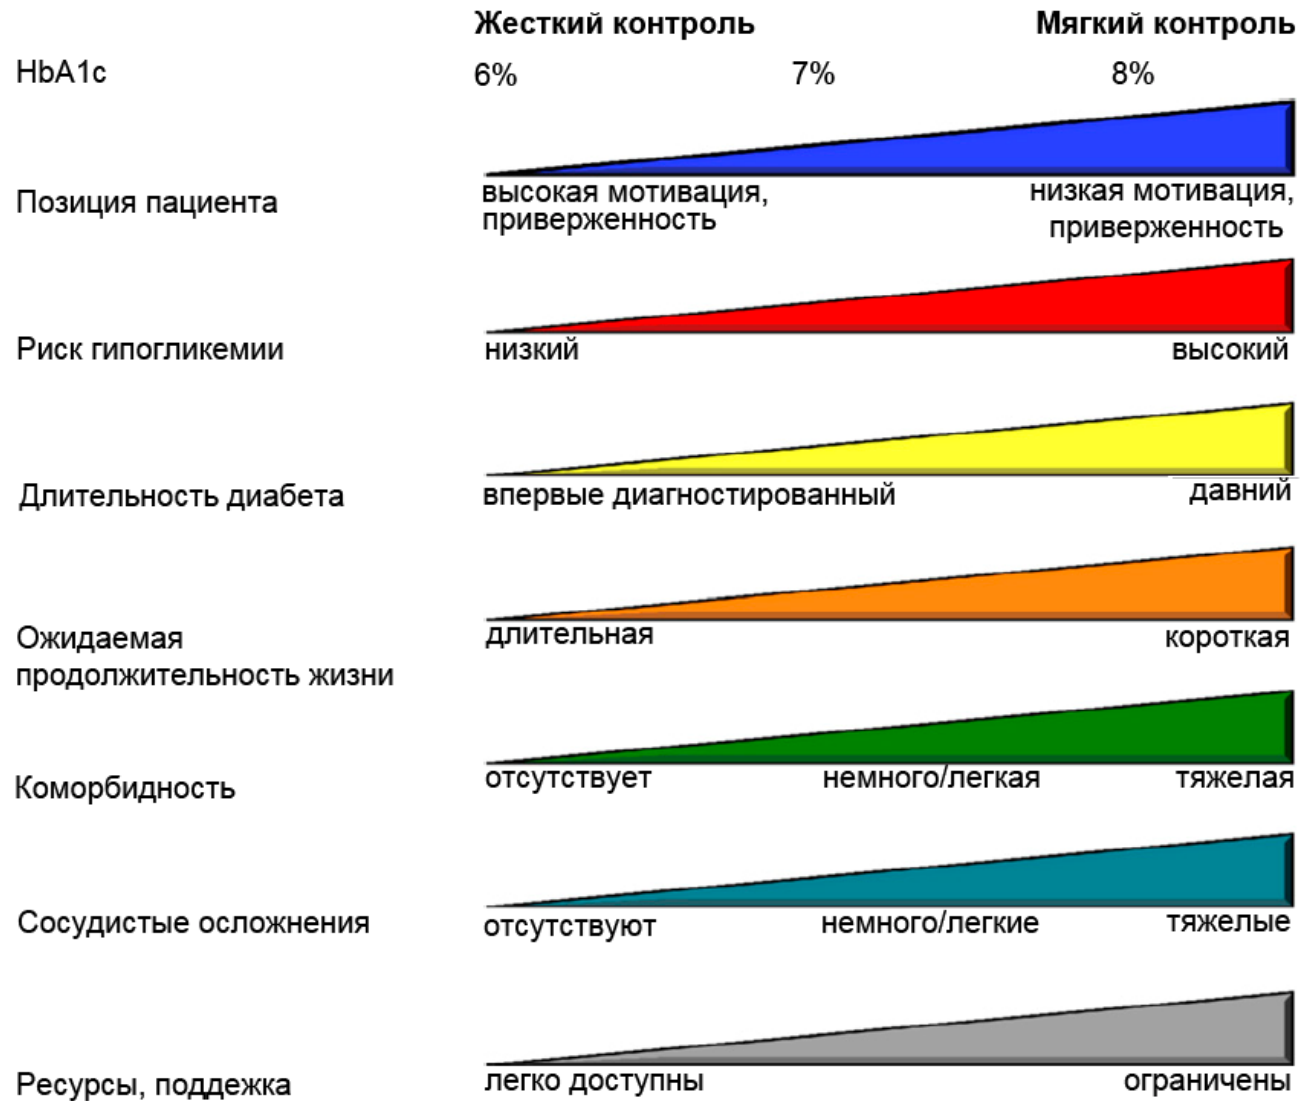 Жесткий контроль Мягкий контроль
HbA1c 6% 7% 8%
Позиция пациента
высокая мотивация,
приверженность
низкая мотивация,
приверженность
Риск гипогликемии низкий высокий
Длительность диабета впервые диагностированный давний
Ожидаемая
продолжительность жизни
длительная короткая
Коморбидность отсутствует немного/легкая тяжелая
Сосудистые осложнения отсутствуют немного/легкие тяжелые
Ресурсы, поддежка легко доступны ограничены